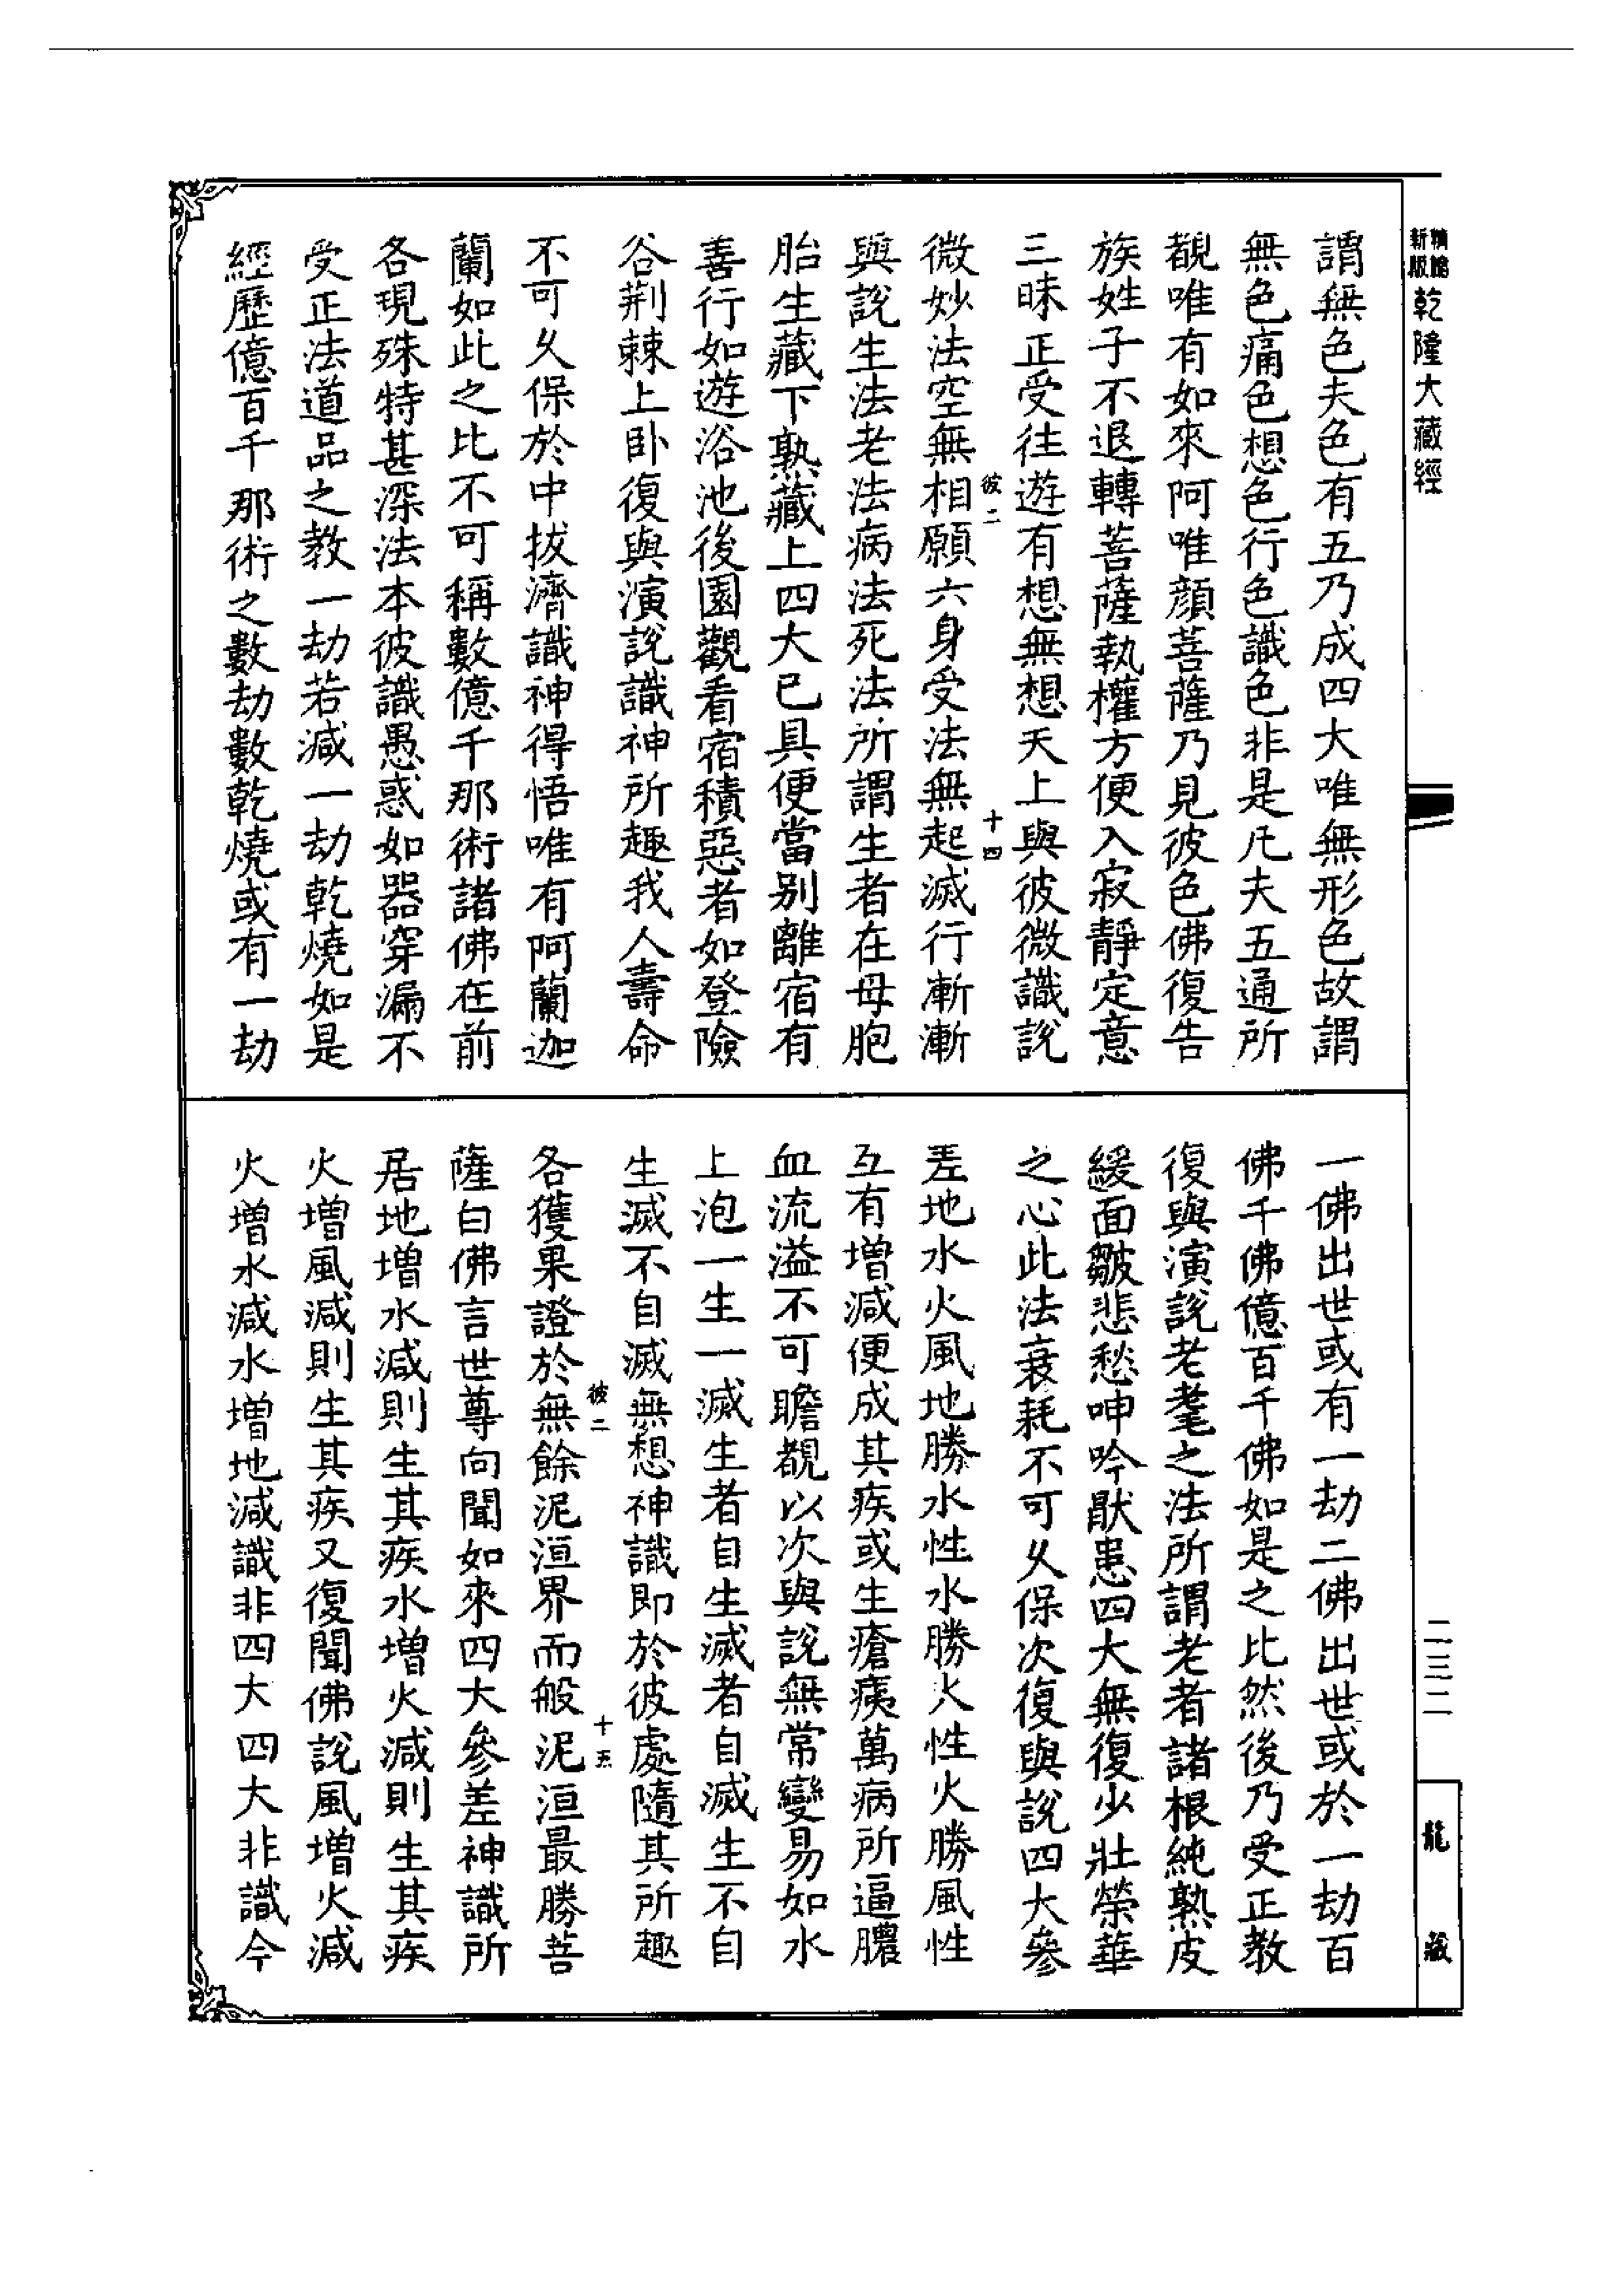 新版精縮乾隆大藏經
謂無色夫色有五乃成四大唯無形色故謂
無色痛色想色行色識色非是凡夫五通所
覩唯有如來阿唯顔菩薩乃見彼色佛復告
族姓子不退轉菩薩執權方便入寂靜定意
三昧正受往遊有想無想天上與彼微識說
彼二
十四
微妙法空無相願六身受法無起滅行漸漸
與說生法老法病法死法所謂生者在母胞
胎生藏下熟藏上四大已具便當別離宿有
善行如遊浴池後園觀看宿積惡者如登險
谷荆棘上臥復與演說識神所趣我人壽命
不可久保於中拔濟識神得悟唯有阿蘭迦
蘭如此之比不可稱數億千那術諸佛在前
各現殊特甚深法本彼識愚惑如器穿漏不
受正法道品之教一劫若減一劫乾燒如是
經歷億百千那術之數劫數乾燒或有一劫
一佛出世或有一劫二佛出世或於一劫百
佛千佛億百千佛如是之比然後乃受正教
復與演說老耄之法所謂老者諸根純熟皮
緩面皺悲愁呻吟猒患四大無復少壯榮華
之心此法衰耗不可久保次復與說四大參
差地水火風地勝水性水勝火性火勝風性
互有增減便成其疾或生瘡痍萬病所逼膿
血流溢不可瞻覩以次與說無常變易如水
上泡一生一滅生者自生滅者自滅生不自
生滅不自滅無想神識即於彼處隨其所趣
彼二
十五
各獲果證於無餘泥洹界而般泥洹最勝菩
薩白佛言世尊向聞如來四大參差神識所
居地增水減則生其疾水增火減則生其疾
火增風減則生其疾又復聞佛說風增火減
火增水減水增地減識非四大四大非識今
二三二
龍藏